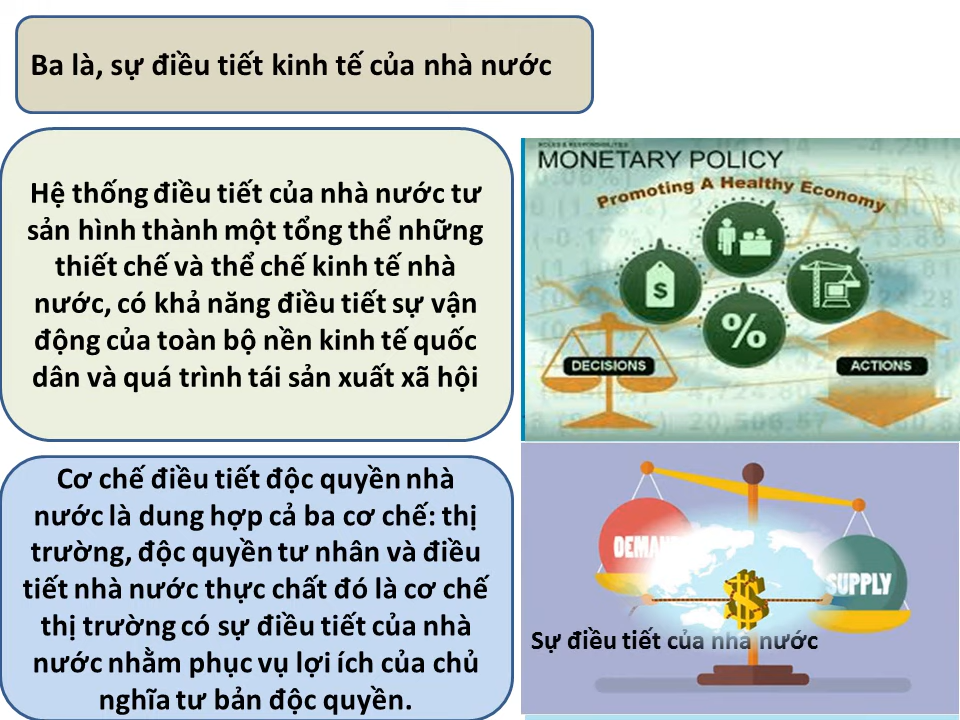 Ba là, sự điều tiết kinh tế của nhà nước
Hệ thống điều tiết của nhà nước tư
sản hình thành một tổng thể những
thiết chế và thể chế kinh tế nhà
nước, có khả năng điều tiết sự vận
động của toàn bộ nền kinh tế quốc
dân và quá trình tái sản xuất xã hội
ROLES & RESPONSIBILITIES
MONETARY POLICY
Promoting A Healthy Economy
$
%
DECISIONS
ACTIONS
Cơ chế điều tiết độc quyền nhà
nước là dung hợp cả ba cơ chế: thị
trường, độc quyền tư nhân và điều
tiết nhà nước thực chất đó là cơ chế
thị trường có sự điều tiết của nhà
nước nhằm phục vụ lợi ích của chủ
nghĩa tư bản độc quyền.
DEMAND
SUPPLY
$
Sự điều tiết của nhà nước